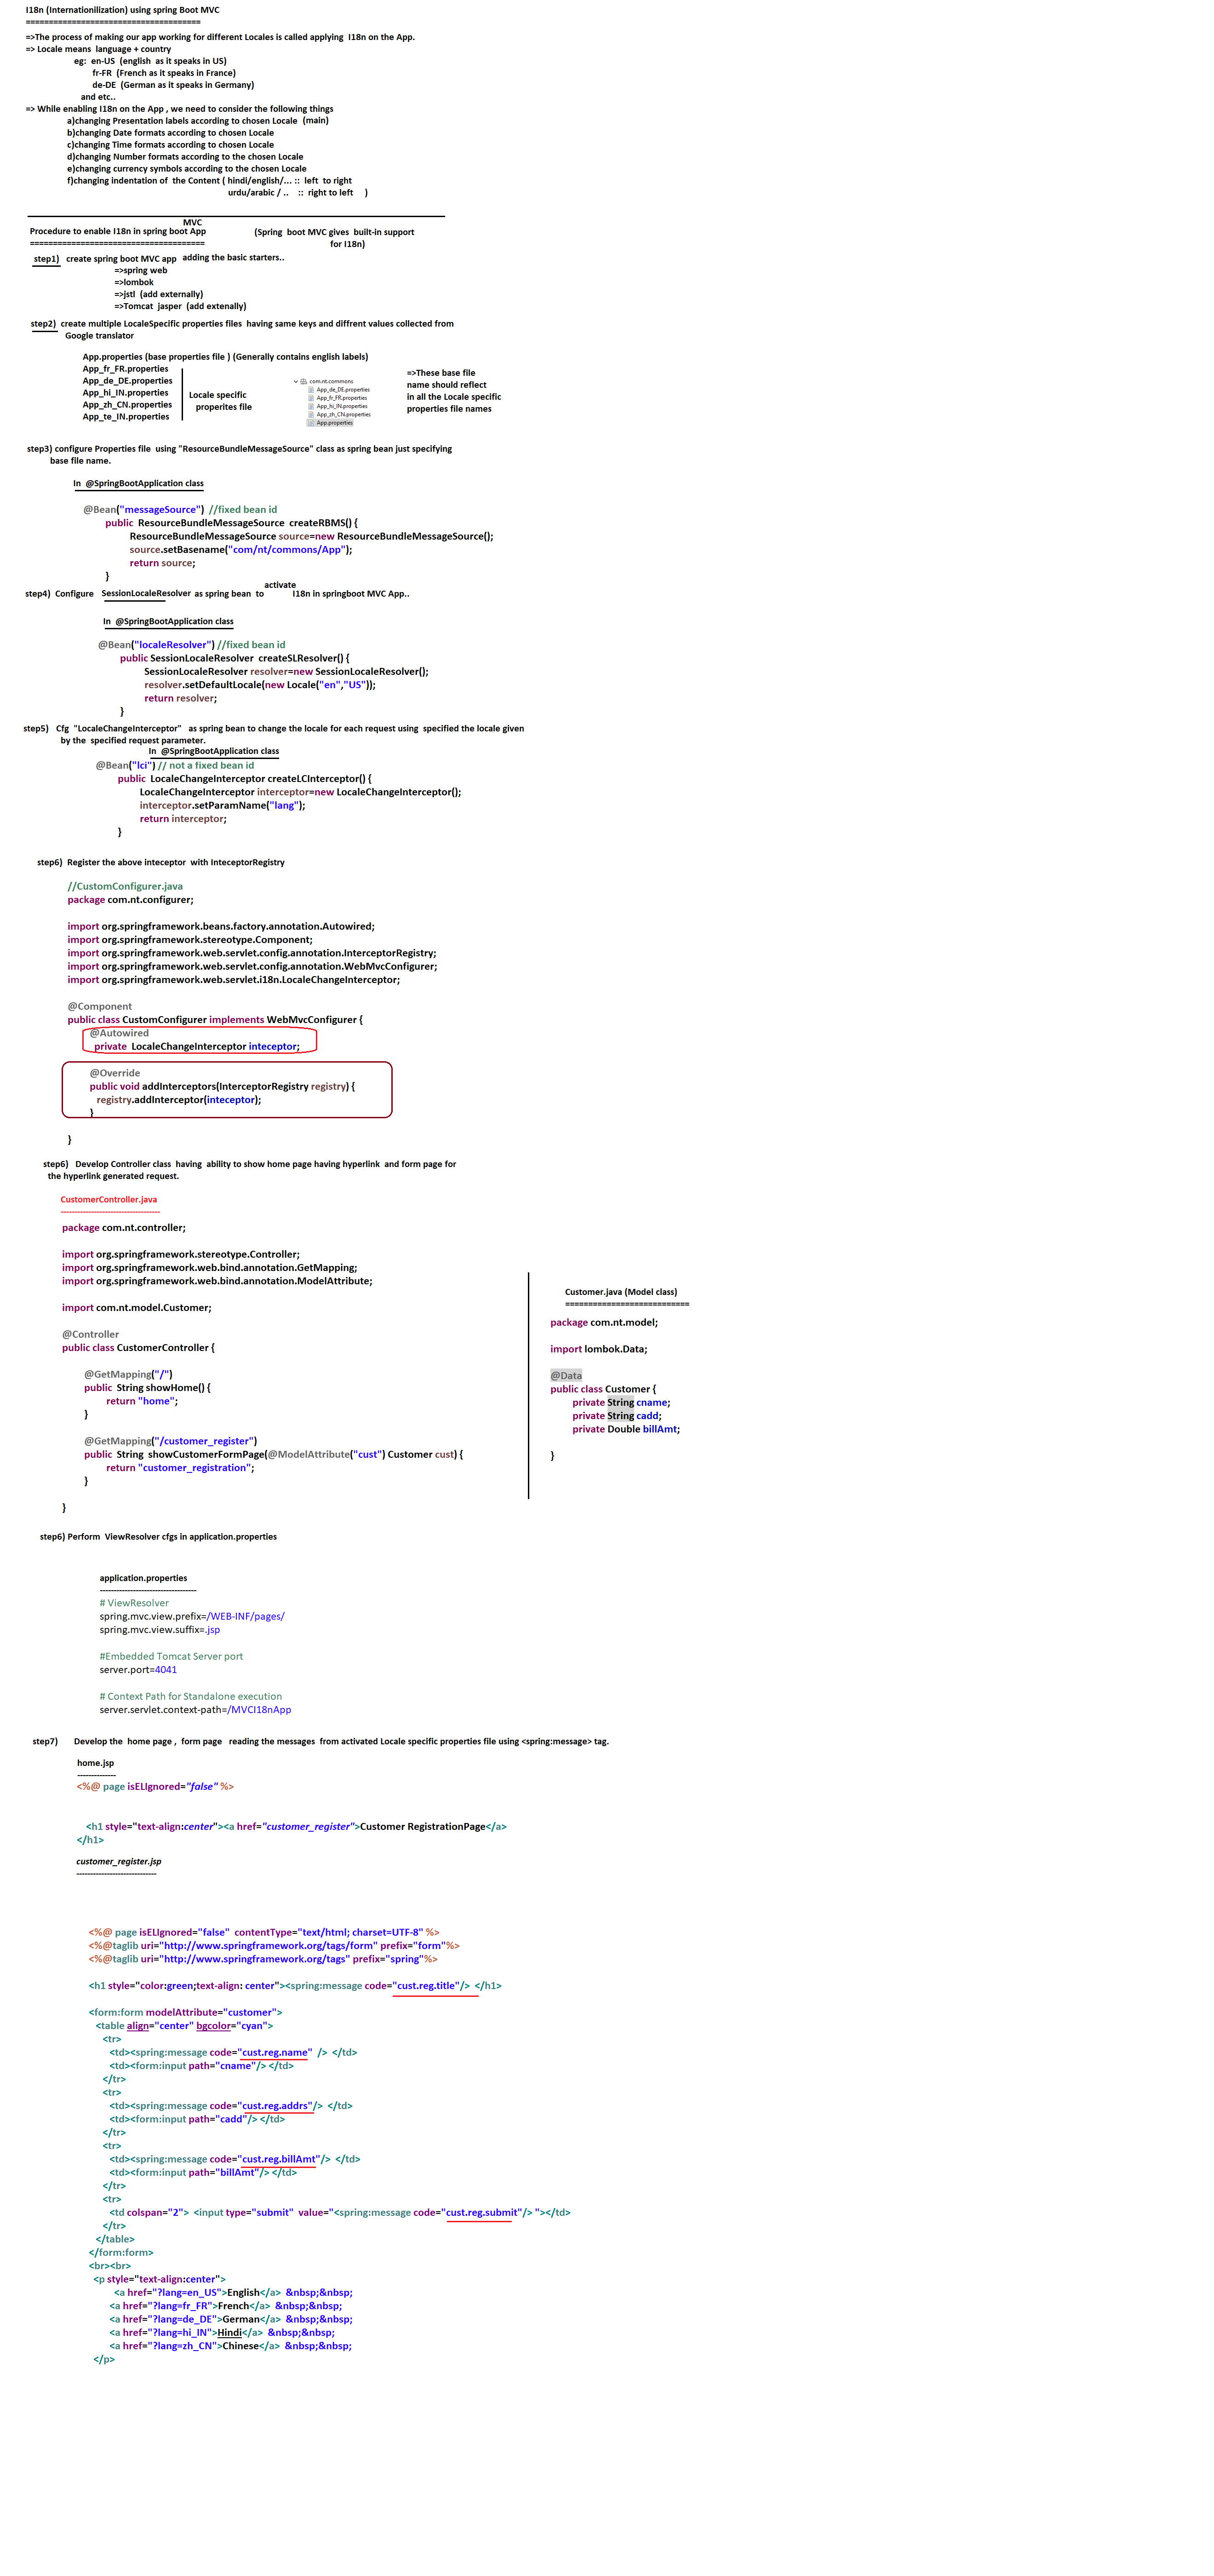 I18n (Internationilization) using spring Boot MVC
======================================
=>The process of making our app working for different Locales is called applying  I18n on the App.
=> Locale means  language + country
eg:  en-US  (english  as it speaks in US)
fr-FR  (French as it speaks in France)
de-DE  (German as it speaks in Germany)
and etc..
=> While enabling I18n on the App , we need to consider the following things
a)changing Presentation labels according to chosen Locale  (main)
b)changing Date formats according to chosen Locale
c)changing Time formats according to chosen Locale
d)changing Number formats according to the chosen Locale
e)changing currency symbols according to the chosen Locale
f)changing indentation of  the Content ( hindi/english/... ::  left  to right
urdu/arabic / ..    ::  right to left     )
MVC
Procedure to enable I18n in spring boot App
======================================
(Spring  boot MVC gives  built-in support
for I18n)
step1)  create spring boot MVC app  adding the basic starters..
=>spring web
=>lombok
=>jstl  (add externally)
=>Tomcat  jasper  (add extenally)
step2)  create multiple LocaleSpecific properties files  having same keys and diffrent values collected from
Google translator
App.properties (base properties file ) (Generally contains english labels)
App_fr_FR.properties
App_de_DE.properties
App_hi_IN.properties
App_zh_CN.properties
App_te_IN.properties
Locale specific
properites file
com.nt.commons
App_de_DE.properties
App_fr_FR.properties
App_hi_IN.properties
App_zh_CN.properties
App.properties
=>These base file
name should reflect
in all the Locale specific
properties file names
step3) configure Properties file  using "ResourceBundleMessageSource" class as spring bean just specifying
base file name.
In  @SpringBootApplication class
@Bean("messageSource")  //fixed bean id
public  ResourceBundleMessageSource  createRBMS() {
ResourceBundleMessageSource source=new ResourceBundleMessageSource();
source.setBasename("com/nt/commons/App");
return source;
}
activate
step4)  Configure   SessionLocaleResolver  as spring bean  to   I18n in springboot MVC App..
In  @SpringBootApplication class
@Bean("localeResolver") //fixed bean id
public SessionLocaleResolver  createSLResolver() {
SessionLocaleResolver resolver=new SessionLocaleResolver();
resolver.setDefaultLocale(new Locale("en","US"));
return resolver;
}
step5)   Cfg  "LocaleChangeInterceptor"   as spring bean to change the locale for each request using  specified the locale given
by the  specified request parameter.
In  @SpringBootApplication class
@Bean("lci") // not a fixed bean id
public  LocaleChangeInterceptor createLCInterceptor() {
LocaleChangeInterceptor interceptor=new LocaleChangeInterceptor();
interceptor.setParamName("lang");
return interceptor;
}
step6)  Register the above inteceptor  with InteceptorRegistry
//CustomConfigurer.java
package com.nt.configurer;
import org.springframework.beans.factory.annotation.Autowired;
import org.springframework.stereotype.Component;
import org.springframework.web.servlet.config.annotation.InterceptorRegistry;
import org.springframework.web.servlet.config.annotation.WebMvcConfigurer;
import org.springframework.web.servlet.i18n.LocaleChangeInterceptor;
@Component
public class CustomConfigurer implements WebMvcConfigurer {
@Autowired
private  LocaleChangeInterceptor inteceptor;
@Override
public void addInterceptors(InterceptorRegistry registry) {
registry.addInterceptor(inteceptor);
}
}
step6)   Develop Controller class  having  ability to show home page having hyperlink  and form page for
the hyperlink generated request.
CustomerController.java
-----------------------------------
package com.nt.controller;
import org.springframework.stereotype.Controller;
import org.springframework.web.bind.annotation.GetMapping;
import org.springframework.web.bind.annotation.ModelAttribute;
import com.nt.model.Customer;
@Controller
public class CustomerController {
@GetMapping("/")
public  String showHome() {
return "home";
}
@GetMapping("/customer_register")
public  String  showCustomerFormPage(@ModelAttribute("cust") Customer cust) {
return "customer_registration";
}
}
Customer.java (Model class)
===========================
package com.nt.model;
import lombok.Data;
@Data
public class Customer {
private String cname;
private String cadd;
private Double billAmt;
}
step6) Perform  ViewResolver cfgs in application.properties
application.properties
-----------------------------------
# ViewResolver
spring.mvc.view.prefix=/WEB-INF/pages/
spring.mvc.view.suffix=.jsp
#Embedded Tomcat Server port
server.port=4041
# Context Path for Standalone execution
server.servlet.context-path=/MVCI18nApp
step7)       Develop the  home page ,  form page   reading the messages  from activated Locale specific properties file using <spring:message> tag.
home.jsp
--------------
<%@ page isELIgnored="false" %>
<h1 style="text-align:center"><a href="customer_register">Customer RegistrationPage</a>
</h1>
customer_register.jsp
----------------------------
<%@ page isELIgnored="false"  contentType="text/html; charset=UTF-8" %>
<%@taglib uri="http://www.springframework.org/tags/form" prefix="form"%>
<%@taglib uri="http://www.springframework.org/tags" prefix="spring"%>
<h1 style="color:green;text-align: center"><spring:message code="cust.reg.title"/>  </h1>
<form:form modelAttribute="customer">
<table align="center" bgcolor="cyan">
<tr>
<td><spring:message code="cust.reg.name"  />  </td>
<td><form:input path="cname"/> </td>
</tr>
<tr>
<td><spring:message code="cust.reg.addrs"/>  </td>
<td><form:input path="cadd"/> </td>
</tr>
<tr>
<td><spring:message code="cust.reg.billAmt"/>  </td>
<td><form:input path="billAmt"/> </td>
</tr>
<tr>
<td colspan="2">  <input type="submit"  value="<spring:message code="cust.reg.submit"/> "></td>
</tr>
</table>
</form:form>
<br><br>
<p style="text-align:center">
<a href="?lang=en_US">English</a>  &nbsp;&nbsp;
<a href="?lang=fr_FR">French</a>  &nbsp;&nbsp;
<a href="?lang=de_DE">German</a>  &nbsp;&nbsp;
<a href="?lang=hi_IN">Hindi</a>  &nbsp;&nbsp;
<a href="?lang=zh_CN">Chinese</a>  &nbsp;&nbsp;
</p>